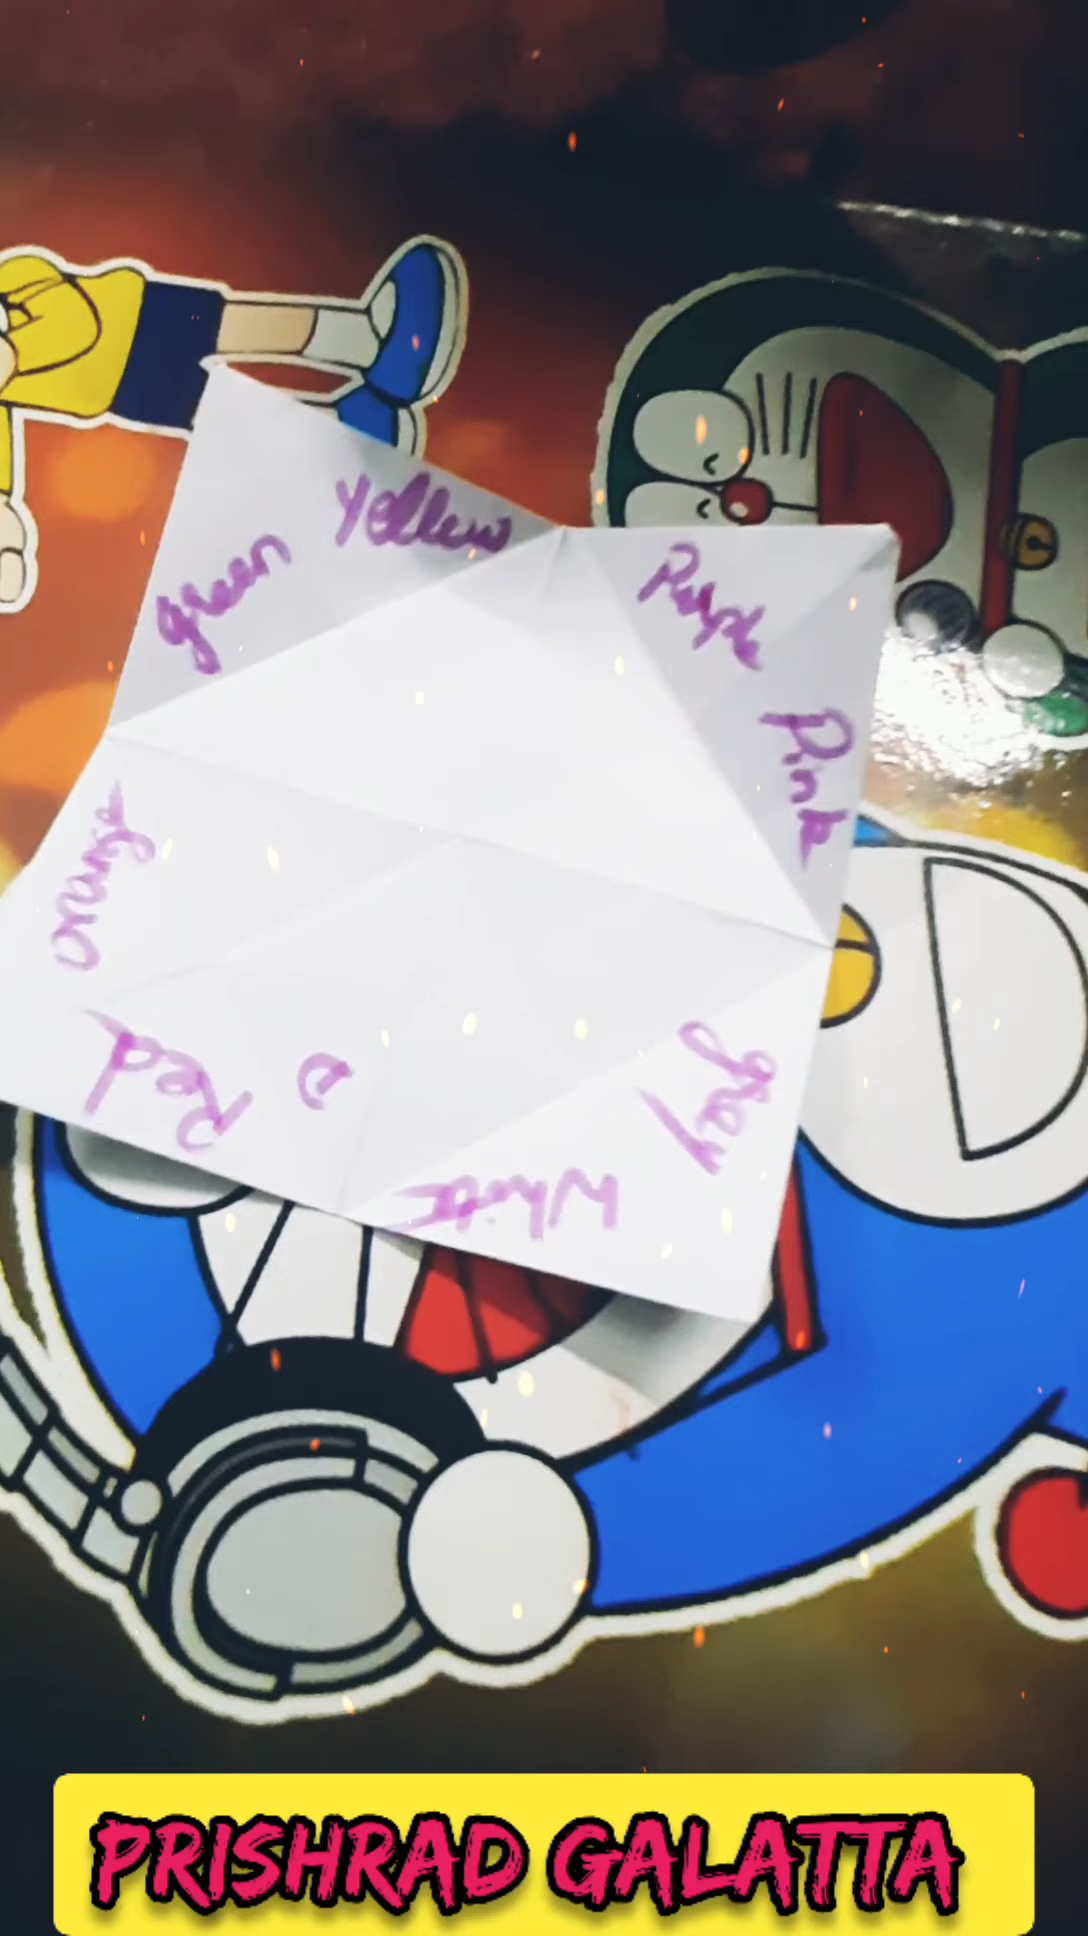 Yellow
green
Purple
Pink
orange
Red
grey
White
PRISHRAD GALATTA